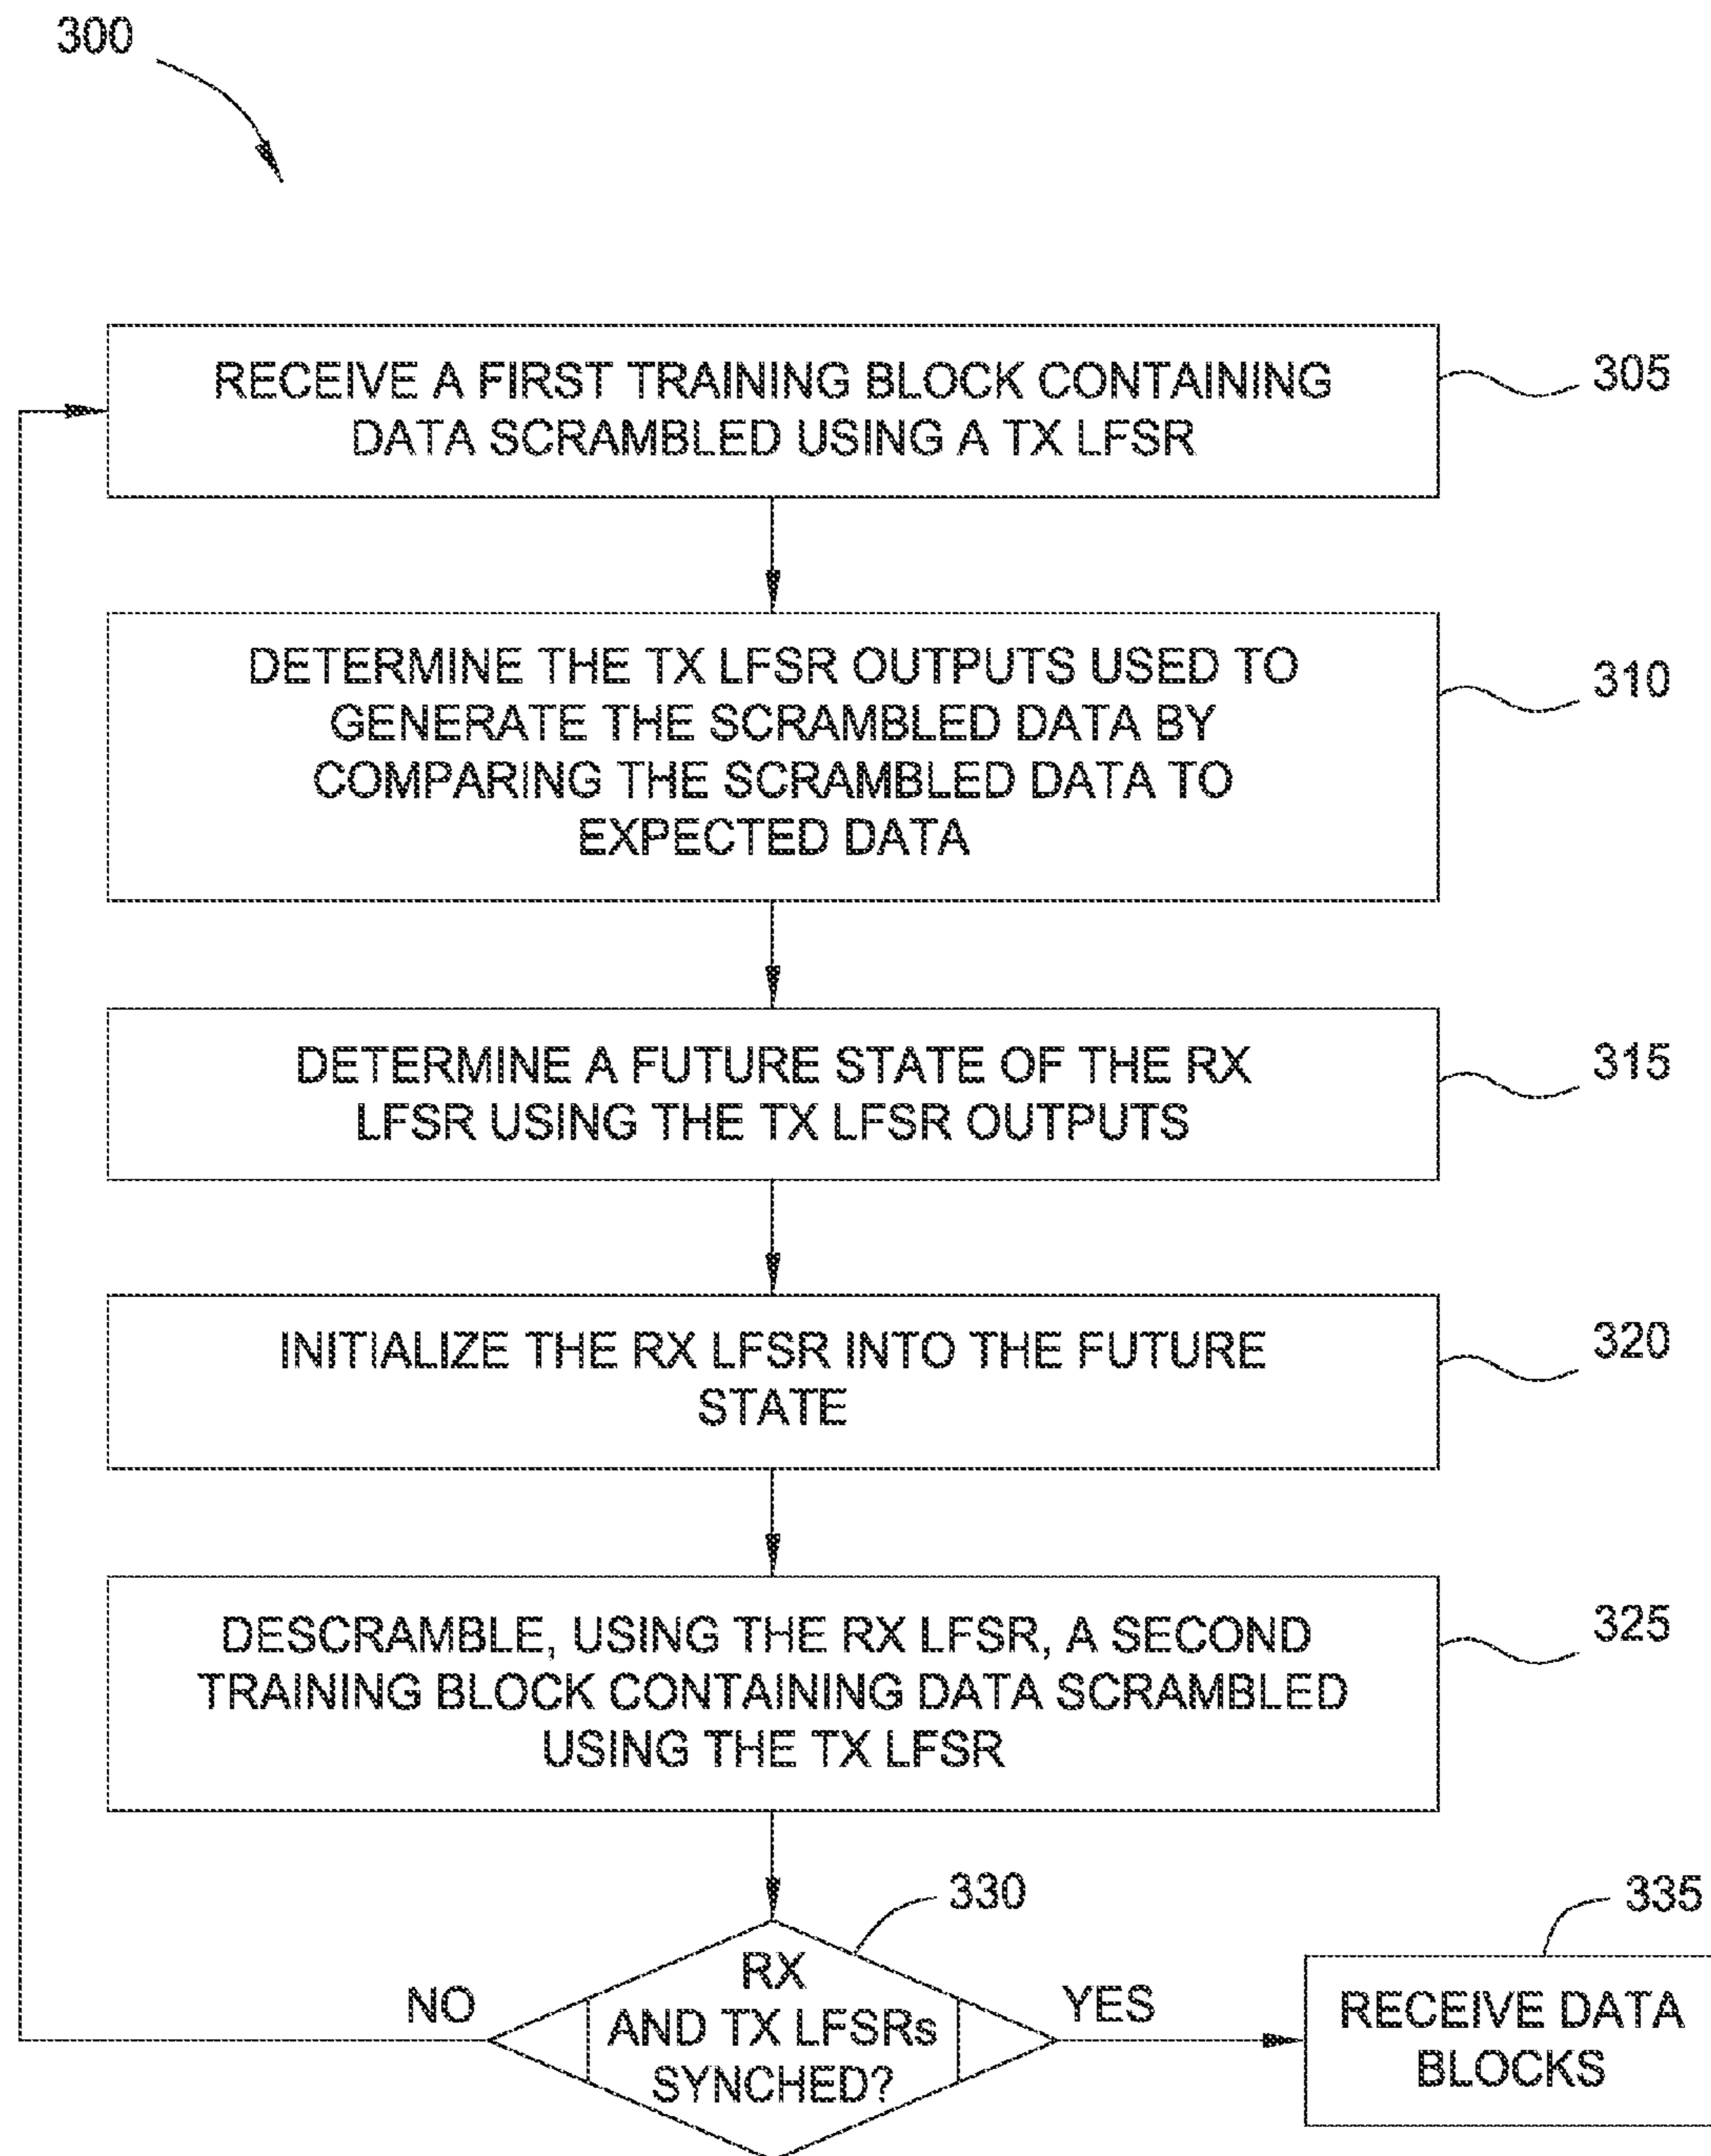 300
RECEIVE A FIRST TRAINING BLOCK CONTAINING
DATA SCRAMBLED USING A TX LFSR
305
DETERMINE THE TX LFSR OUTPUTS USED TO
GENERATE THE SCRAMBLED DATA BY
COMPARING THE SCRAMBLED DATA TO
EXPECTED DATA
310
DETERMINE A FUTURE STATE OF THE RX
LFSR USING THE TX LFSR OUTPUTS
315
INITIALIZE THE RX LFSR INTO THE FUTURE
STATE
320
DESCRAMBLE, USING THE RX LFSR, A SECOND
TRAINING BLOCK CONTAINING DATA SCRAMBLED
USING THE TX LFSR
325
330
RX
AND TX LFSRs
SYNCHED?
NO
YES
335
RECEIVE DATA
BLOCKS